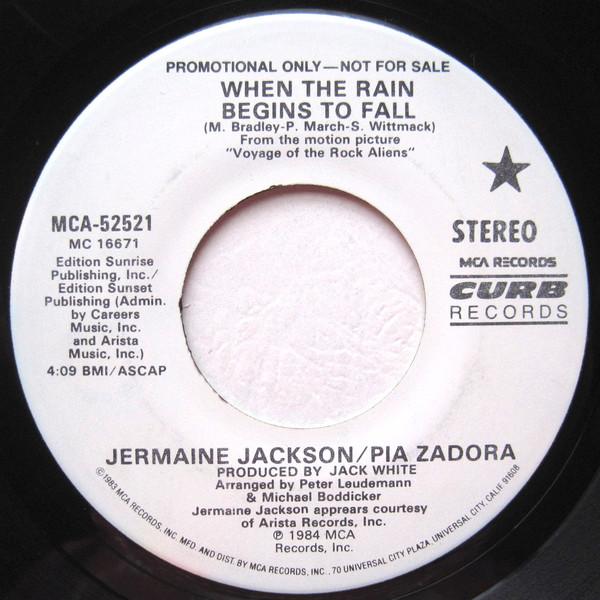 PROMOTIONAL ONLY—NOT FOR SALE
WHEN THE RAIN
BEGINS TO FALL
(M. Bradley-P. March-S. Wittmack)
From the motion picture
"Voyage of the Rock Aliens"
MCA-52521
MC 16671
Edition Sunrise
Publishing, Inc./
Edition Sunset
Publishing (Admin.
by Careers
Music, Inc.
and Arista
Music, Inc.)
4:09 BMI/ASCAP
STEREO
MCA RECORDS
CURB
RECORDS
JERMAINE JACKSON/PIA ZADORA
PRODUCED BY JACK WHITE
Arranged by Peter Leudemann
& Michael Boddicker
Jermaine Jackson apprears courtesy
of Arista Records, Inc.
℗ 1984 MCA
Records, Inc.
©1983 MCA RECORDS, INC. MFD. AND DIST. BY MCA RECORDS, INC., 70 UNIVERSAL CITY PLAZA, UNIVERSAL CITY, CALIF. 91608